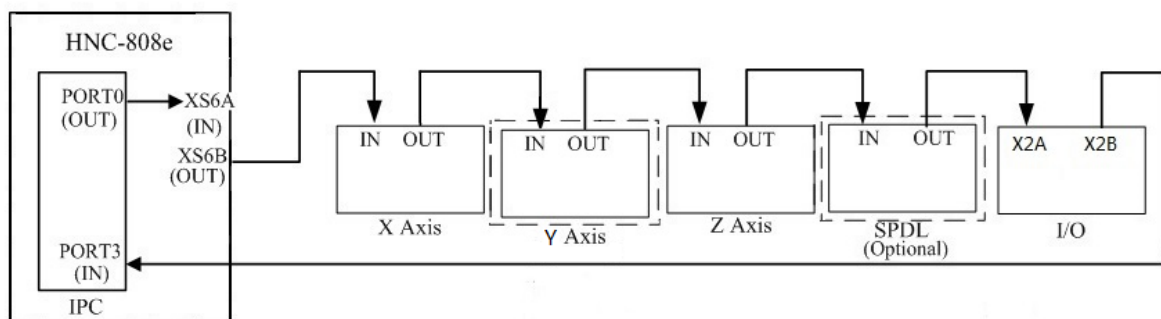 HNC-808e
PORT0
(OUT)
XS6A
(IN)
XS6B
(OUT)
PORT3
(IN)
IPC
IN OUT
X Axis
IN OUT
Y Axis
IN OUT
Z Axis
IN OUT
SPDL
(Optional)
X2A X2B
I/O